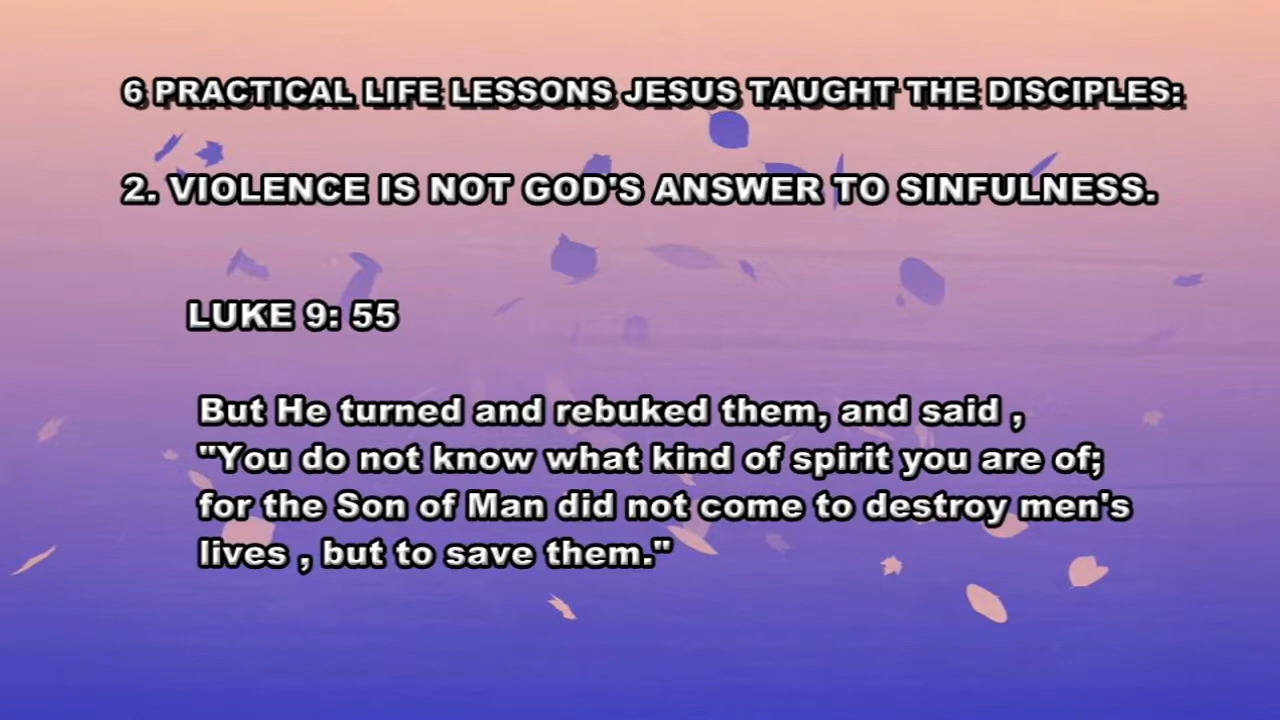 6 PRACTICAL LIFE LESSONS JESUS TAUGHT THE DISCIPLES:
2. VIOLENCE IS NOT GOD'S ANSWER TO SINFULNESS.
LUKE 9: 55
But He turned and rebuked them, and said ,
"You do not know what kind of spirit you are of;
for the Son of Man did not come to destroy men's
lives , but to save them."